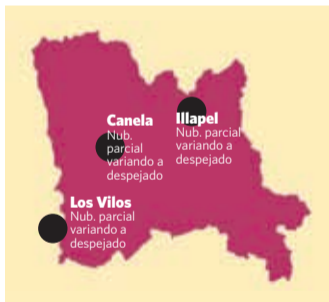 Canela
Nub.
parcial
variando a
despejado
Illapel
Nub. parcial
variando a
despejado
Los Vilos
Nub. parcial
variando a
despejado